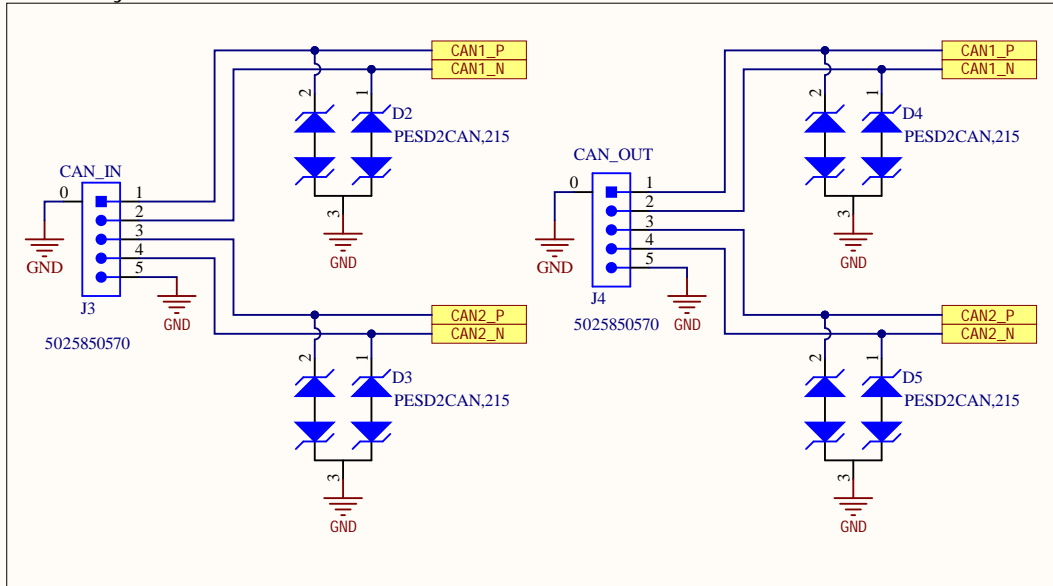 CAN1_P
CAN1_N
2
1
D2
PESD2CAN,215
CAN_IN
0
1
2
3
4
5
GND
J3
5025850570
GND
3
GND
CAN2_P
CAN2_N
2
1
D3
PESD2CAN,215
3
GND
CAN1_P
CAN1_N
2
1
D4
PESD2CAN,215
CAN_OUT
0
1
2
3
4
5
GND
J4
5025850570
GND
3
GND
CAN2_P
CAN2_N
2
1
D5
PESD2CAN,215
3
GND